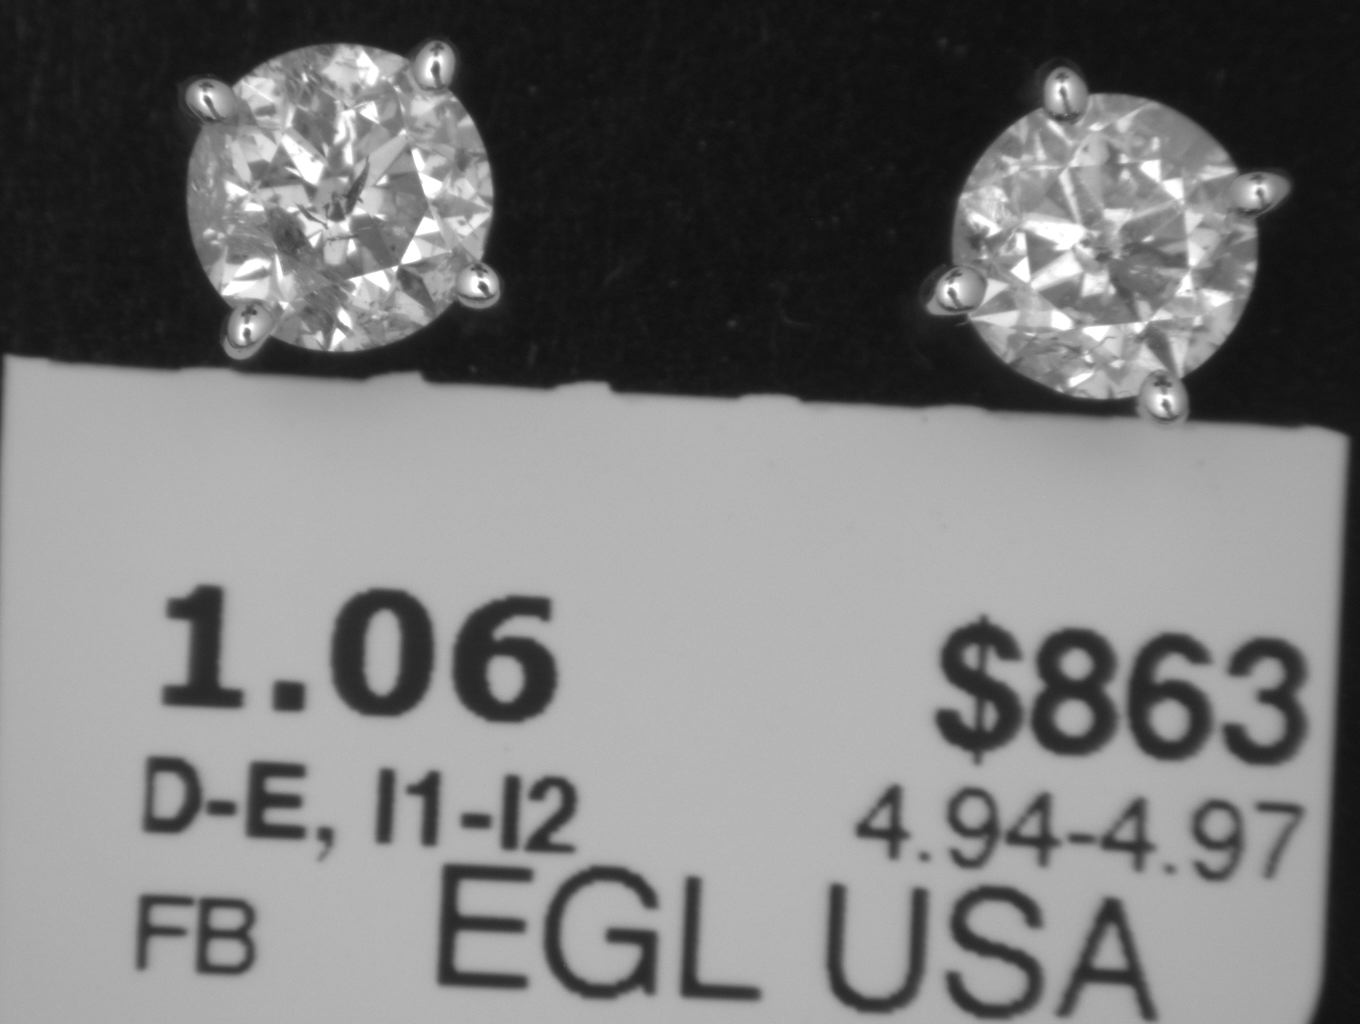 1.06 $863
D-E, I1-I2 4.94-4.97
FB EGL USA